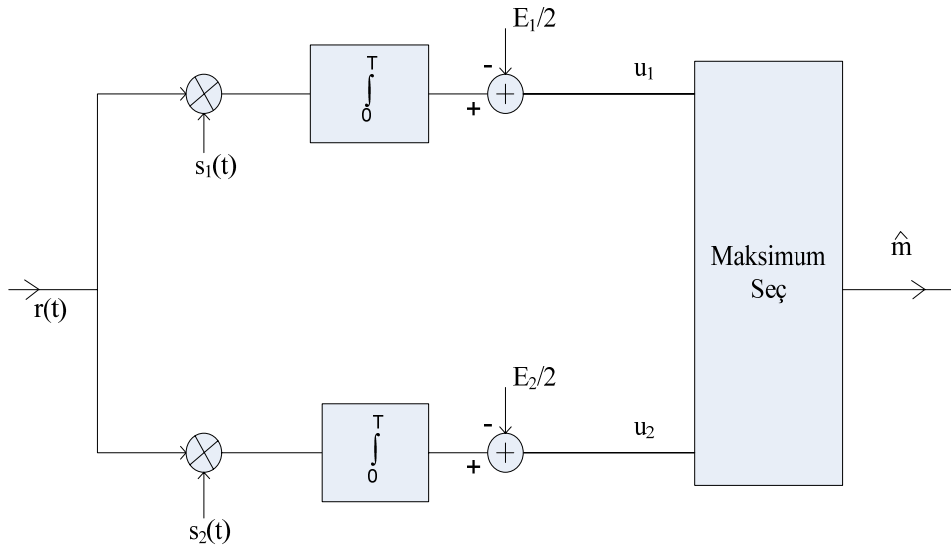 E₁/2
T
∫
0
-
+
+
u₁
s₁(t)
Maksimum
Seç
m̂
r(t)
E₂/2
T
∫
0
-
+
+
u₂
s₂(t)